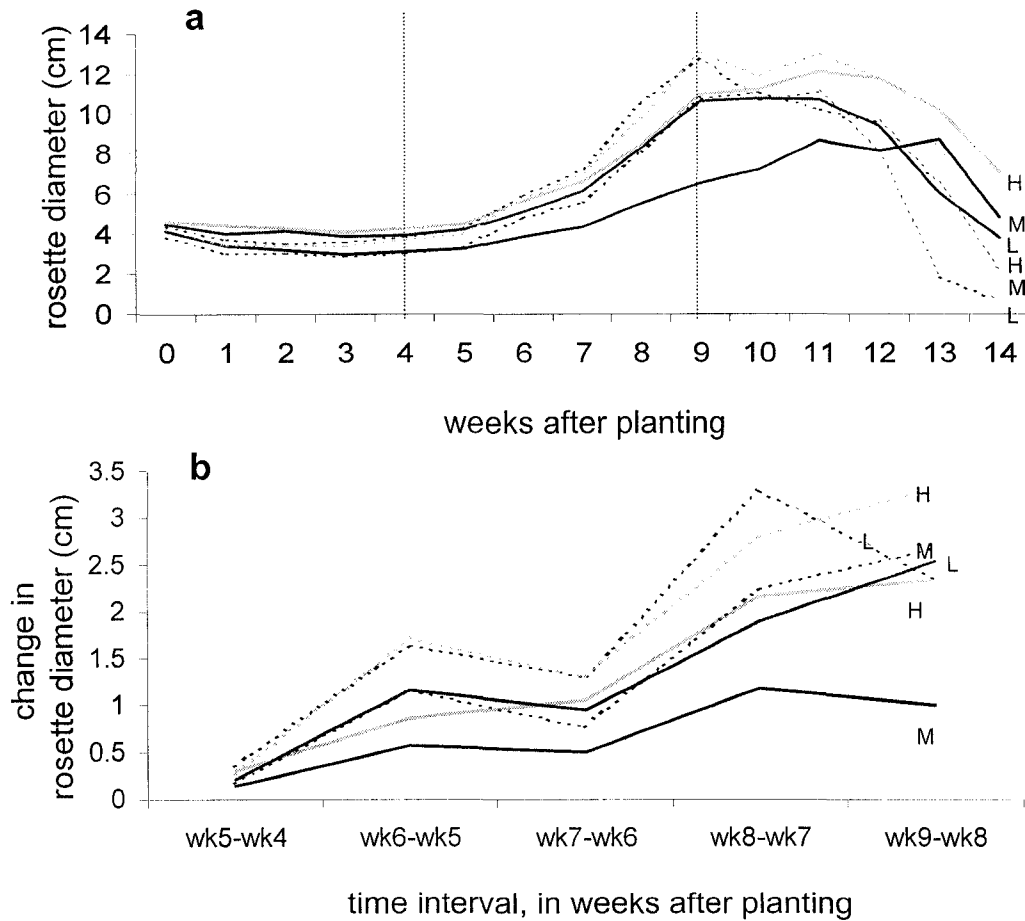 a
rosette diameter (cm)
14
12
10
8
6
4
2
0
H
M
L
H
M
L
0 1 2 3 4 5 6 7 8 9 10 11 12 13 14
weeks after planting
b
change in
rosette diameter (cm)
3.5
3
2.5
2
1.5
1
0.5
0
H
L
M
L
H
M
wk5-wk4 wk6-wk5 wk7-wk6 wk8-wk7 wk9-wk8
time interval, in weeks after planting